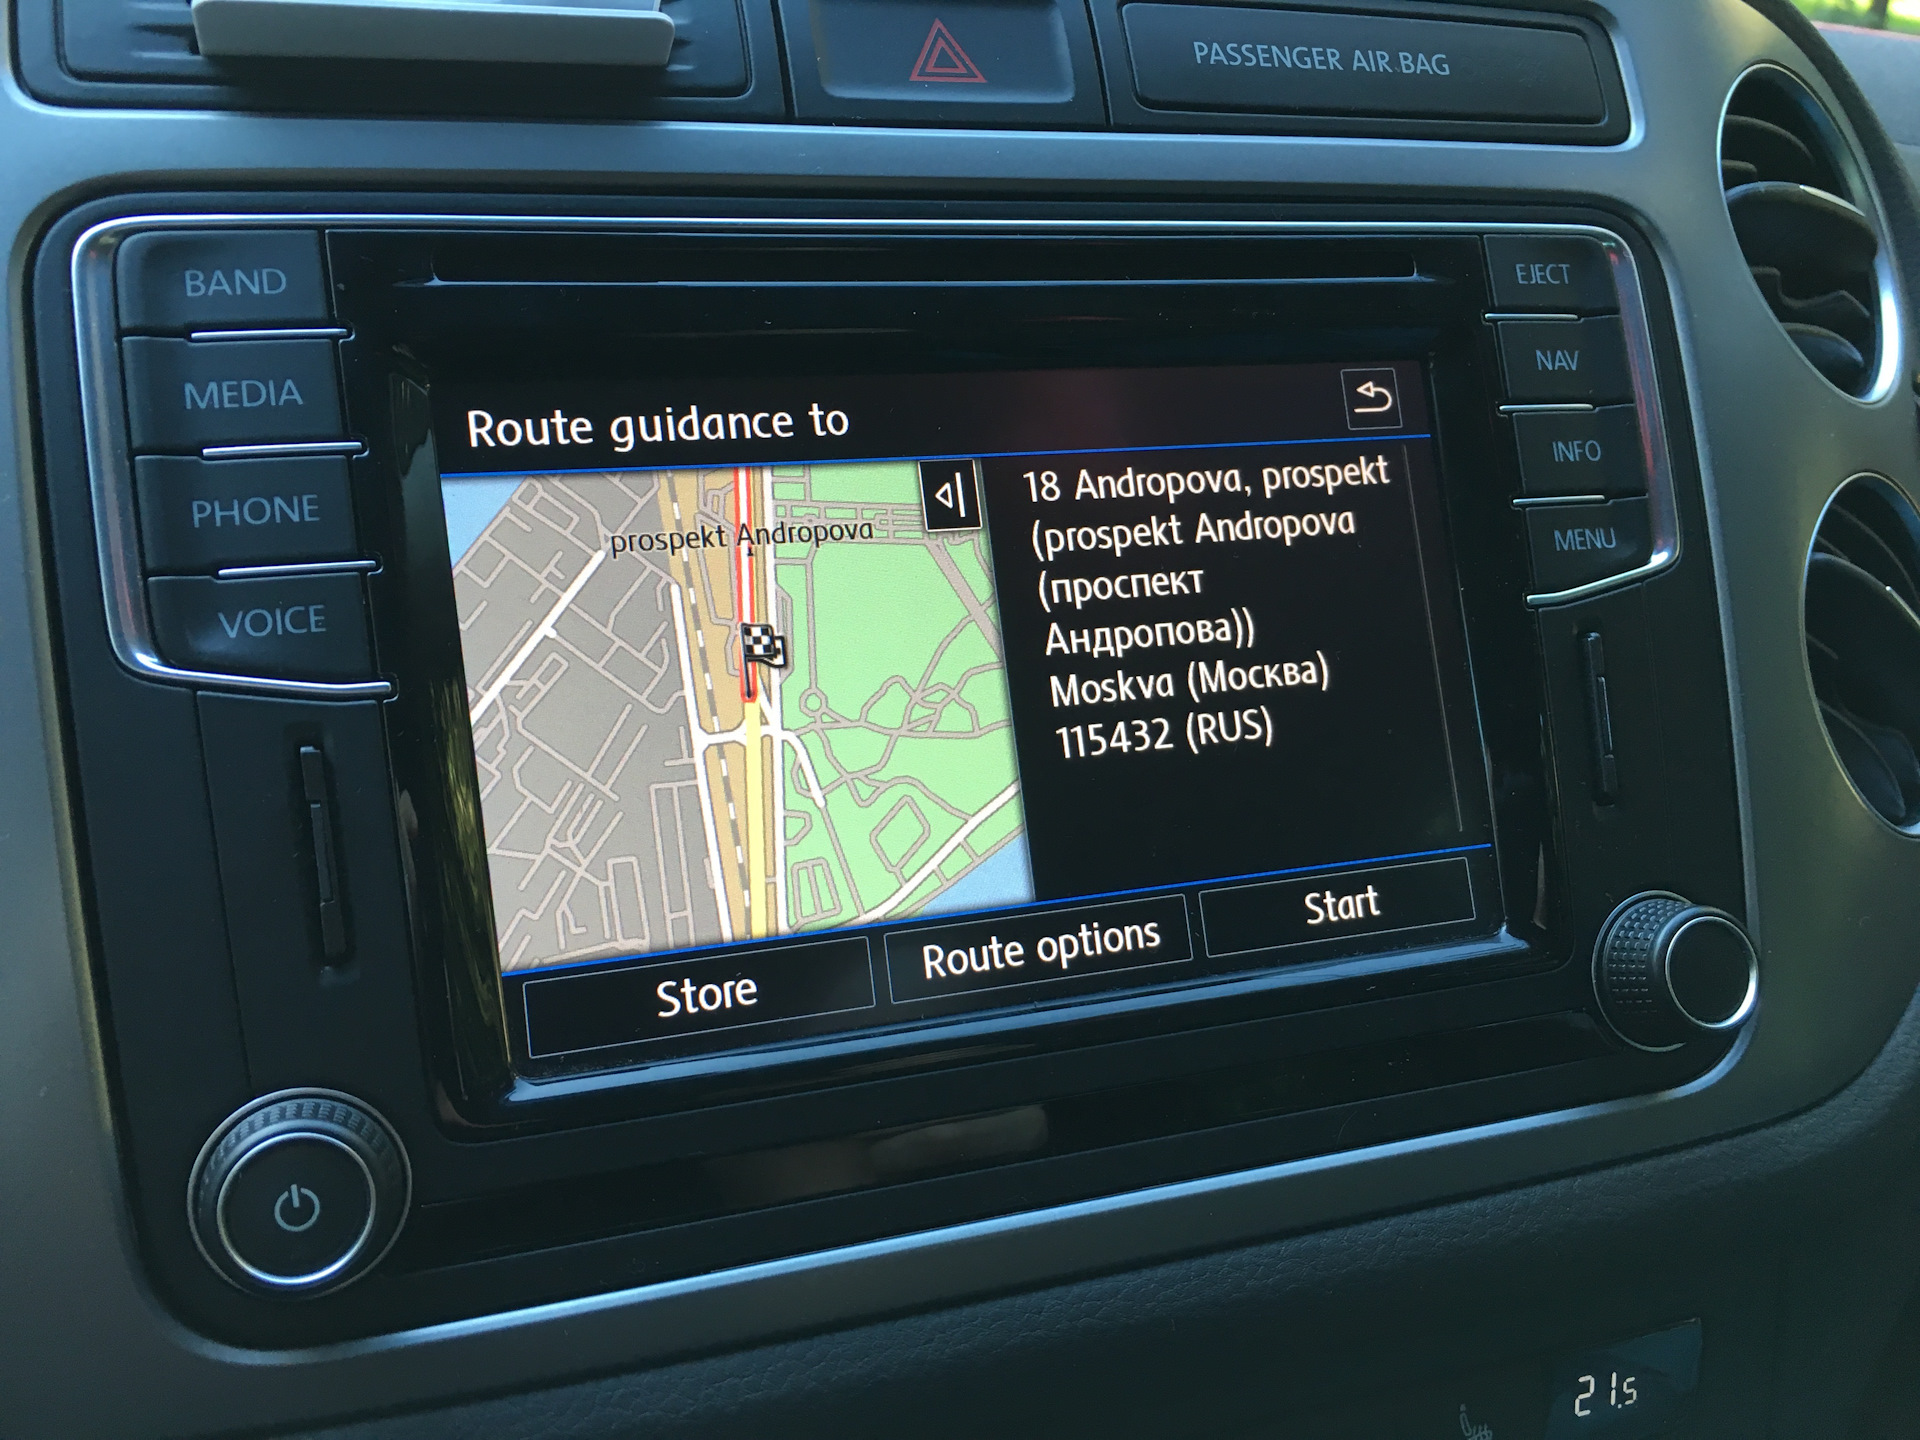 PASSENGER AIR BAG
BAND
MEDIA
PHONE
VOICE
EJECT
NAV
INFO
MENU
Route guidance to
prospekt Andropova
18 Andropova, prospekt
(prospekt Andropova
(проспект
Андропова))
Moskva (Москва)
115432 (RUS)
Store
Route options
Start
21.5